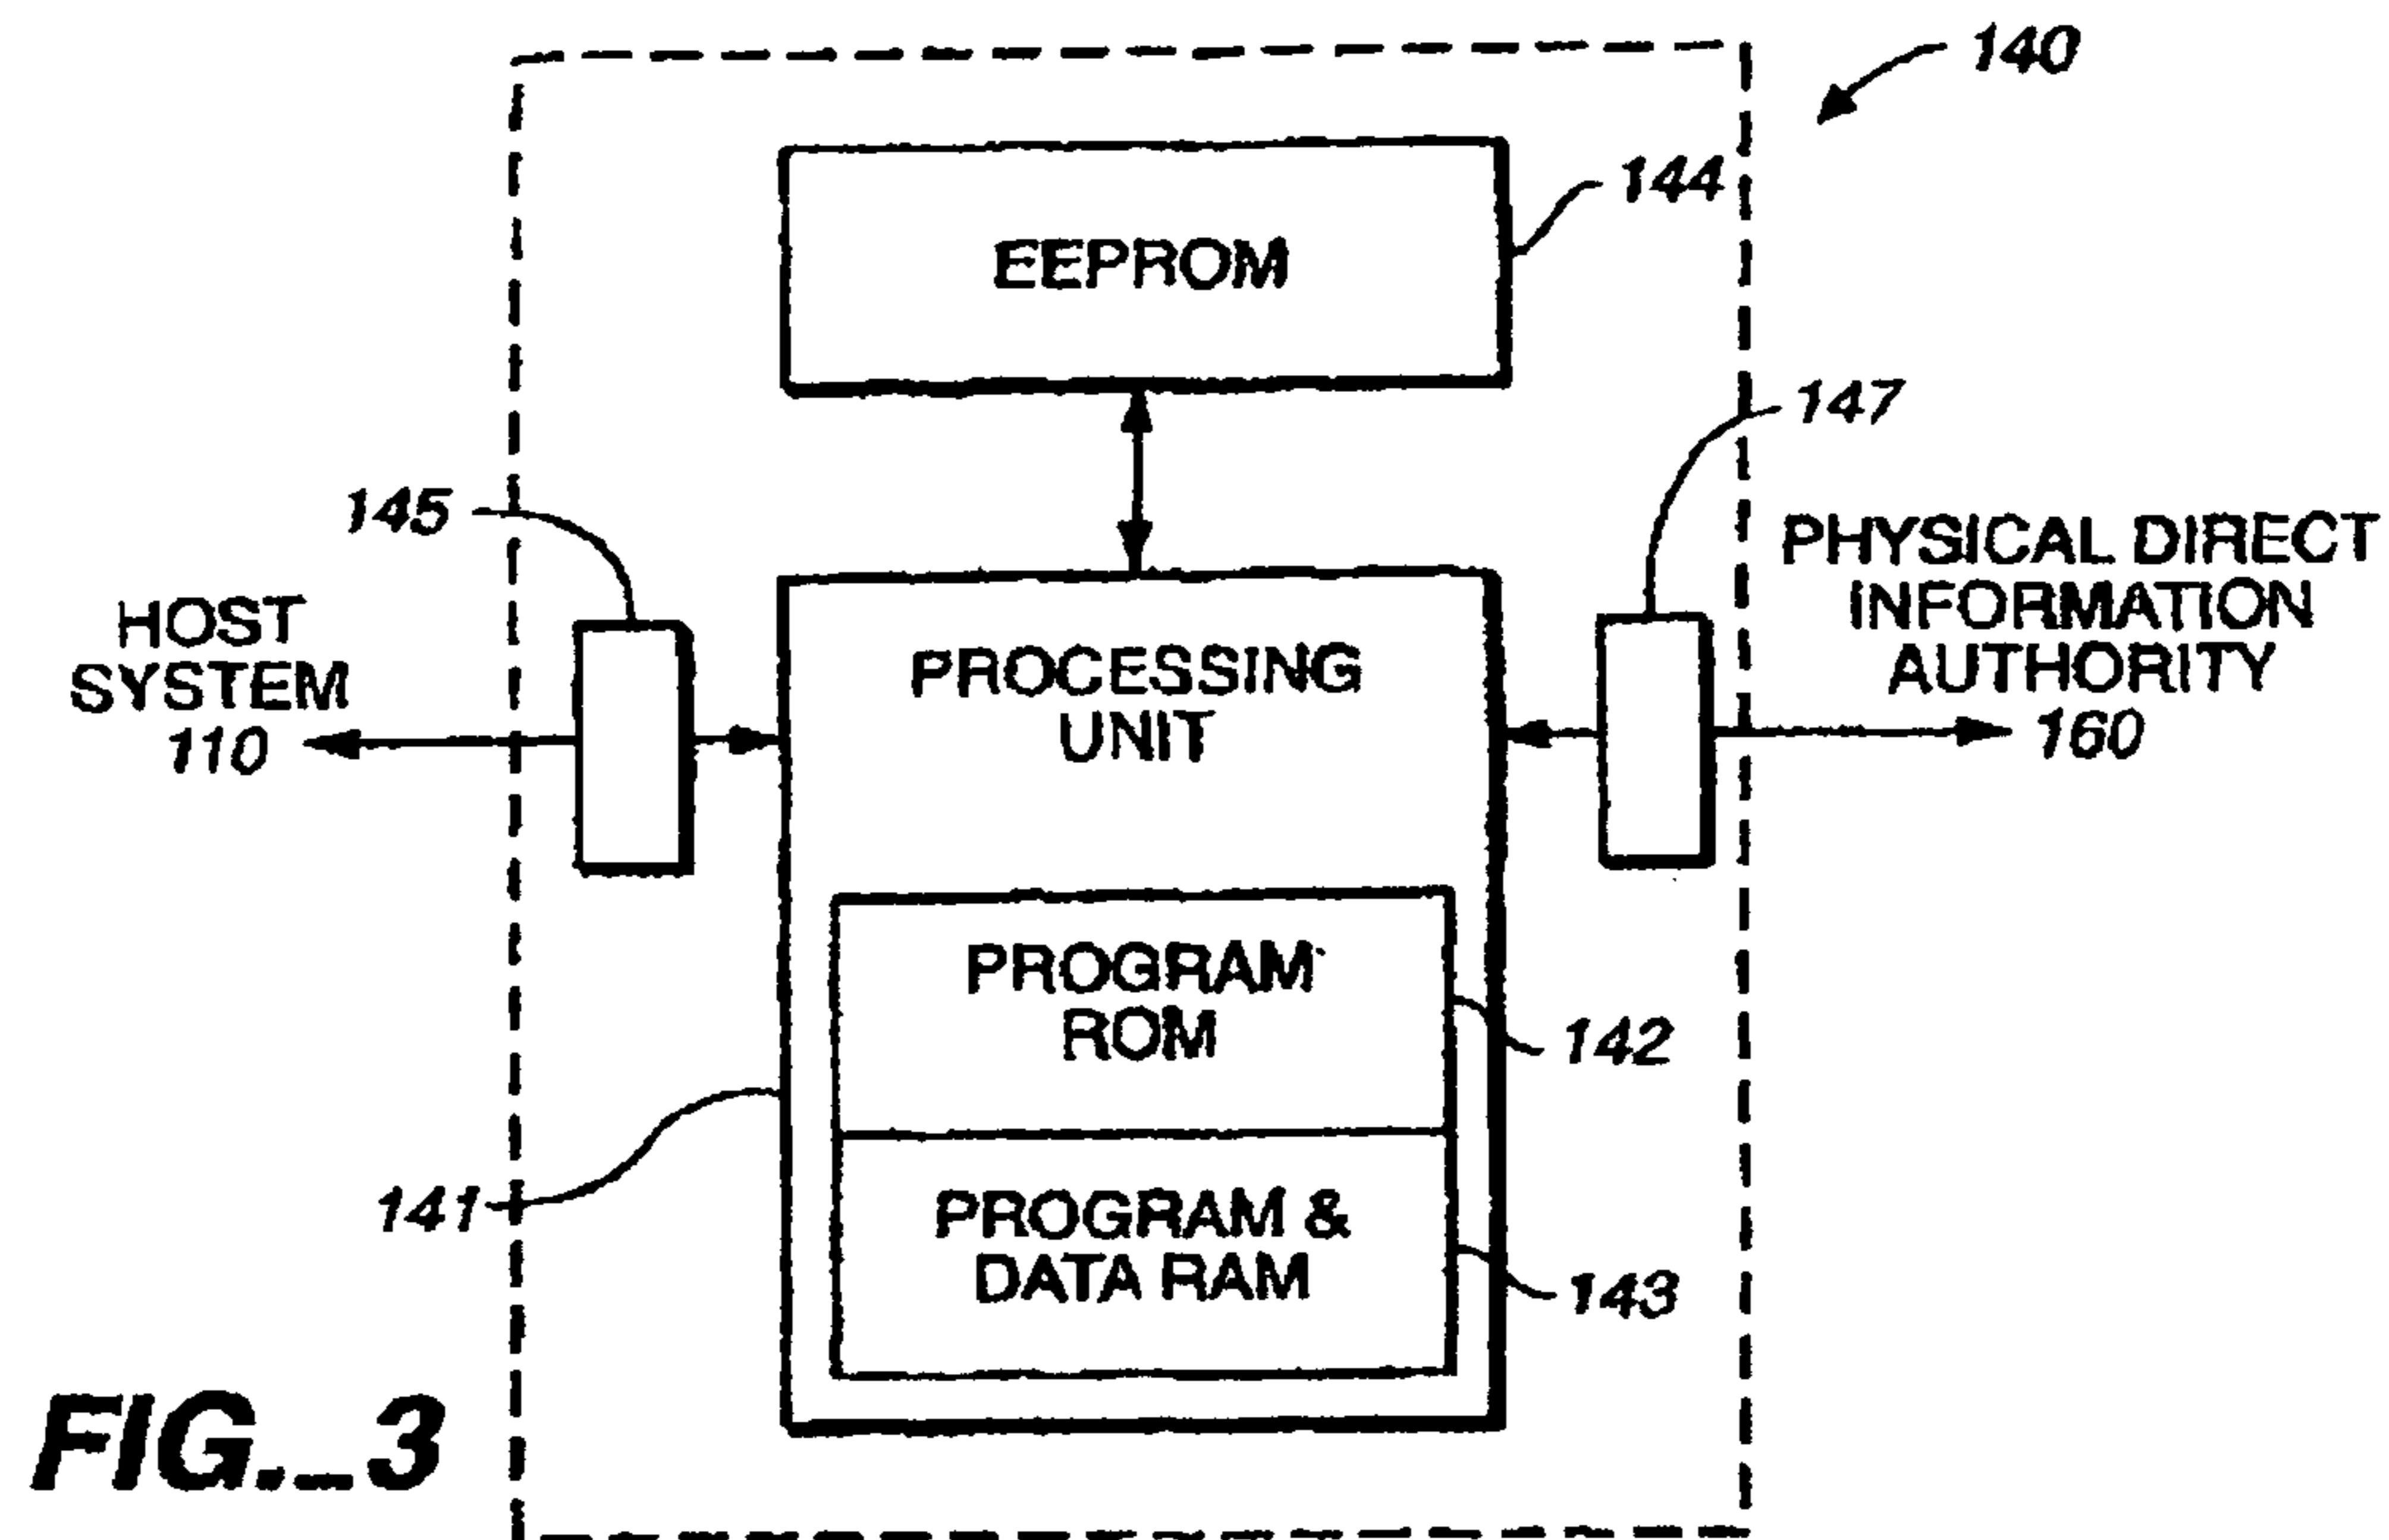 140
144
EEPROM
147
145
PHYSICAL DIRECT
INFORMATION
AUTHORITY
160
HOST
SYSTEM
110
PROCESSING
UNIT
PROGRAM
ROM
142
141
PROGRAM &
DATA RAM
143
FIG._3